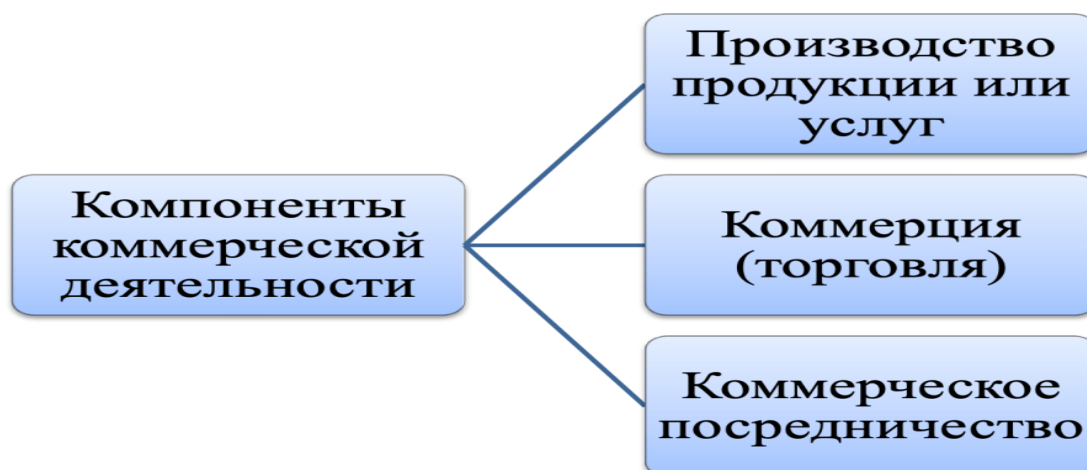 Компоненты
коммерческой
деятельности
Производство
продукции или
услуг
Коммерция
(торговля)
Коммерческое
посредничество